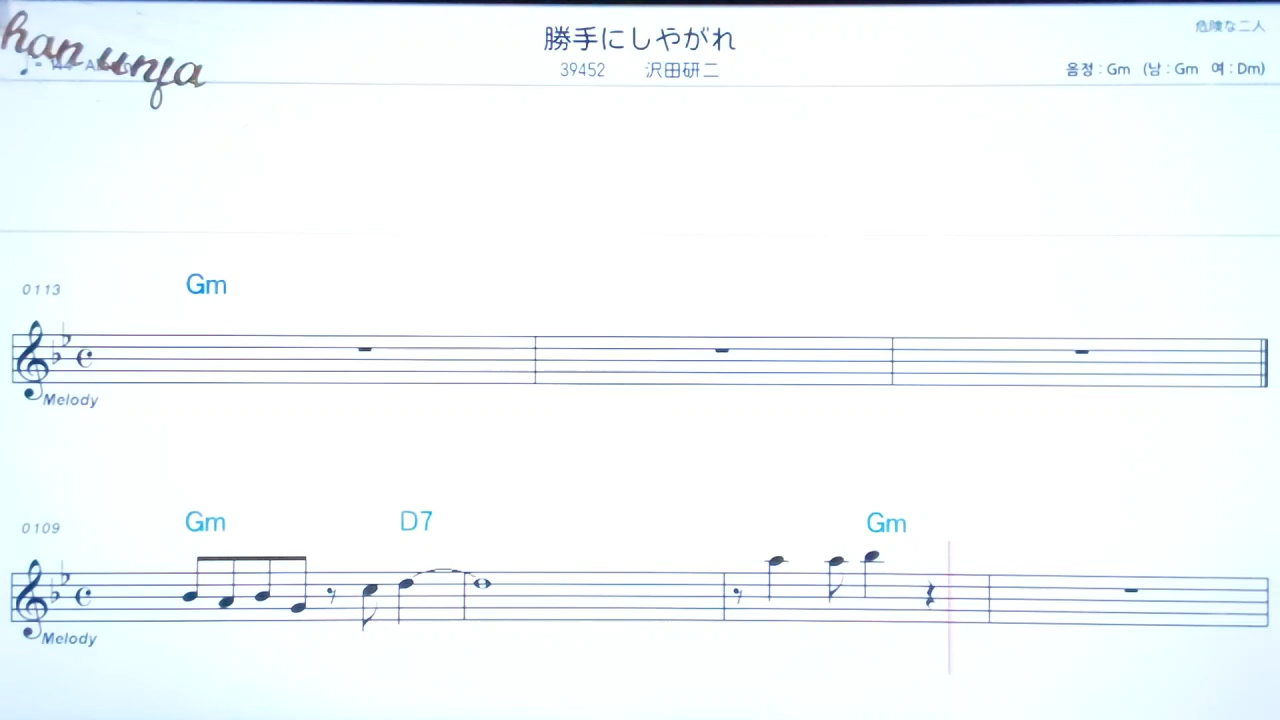 han unja
勝手にしやがれ
危険な二人
39452 沢田研二
음정 : Gm (남 : Gm 여 : Dm)
0113
Gm
Melody
0109
Gm D7 Gm
Melody